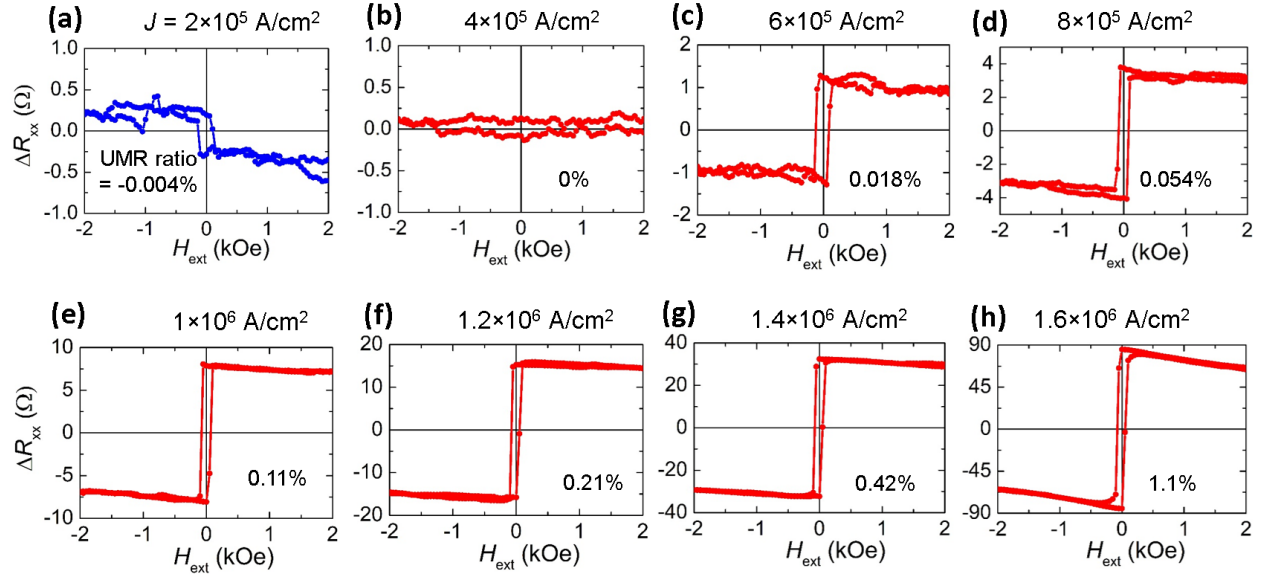 (a) J = 2×10⁵ A/cm²
(b) 4×10⁵ A/cm²
(c) 6×10⁵ A/cm²
(d) 8×10⁵ A/cm²
ΔRxx (Ω)
1.0
0.5
0.0
-0.5
-1.0
UMR ratio
= -0.004%
-2 -1 0 1 2
Hext (kOe)
1.0
0.5
0.0
-0.5
-1.0
0%
-2 -1 0 1 2
Hext (kOe)
2
1
0
-1
-2
0.018%
-2 -1 0 1 2
Hext (kOe)
4
2
0
-2
-4
0.054%
-2 -1 0 1 2
Hext (kOe)
(e) 1×10⁶ A/cm²
(f) 1.2×10⁶ A/cm²
(g) 1.4×10⁶ A/cm²
(h) 1.6×10⁶ A/cm²
ΔRxx (Ω)
10
5
0
-5
-10
0.11%
-2 -1 0 1 2
Hext (kOe)
20
10
0
-10
-20
0.21%
-2 -1 0 1 2
Hext (kOe)
40
20
0
-20
-40
0.42%
-2 -1 0 1 2
Hext (kOe)
90
45
0
-45
-90
1.1%
-2 -1 0 1 2
Hext (kOe)